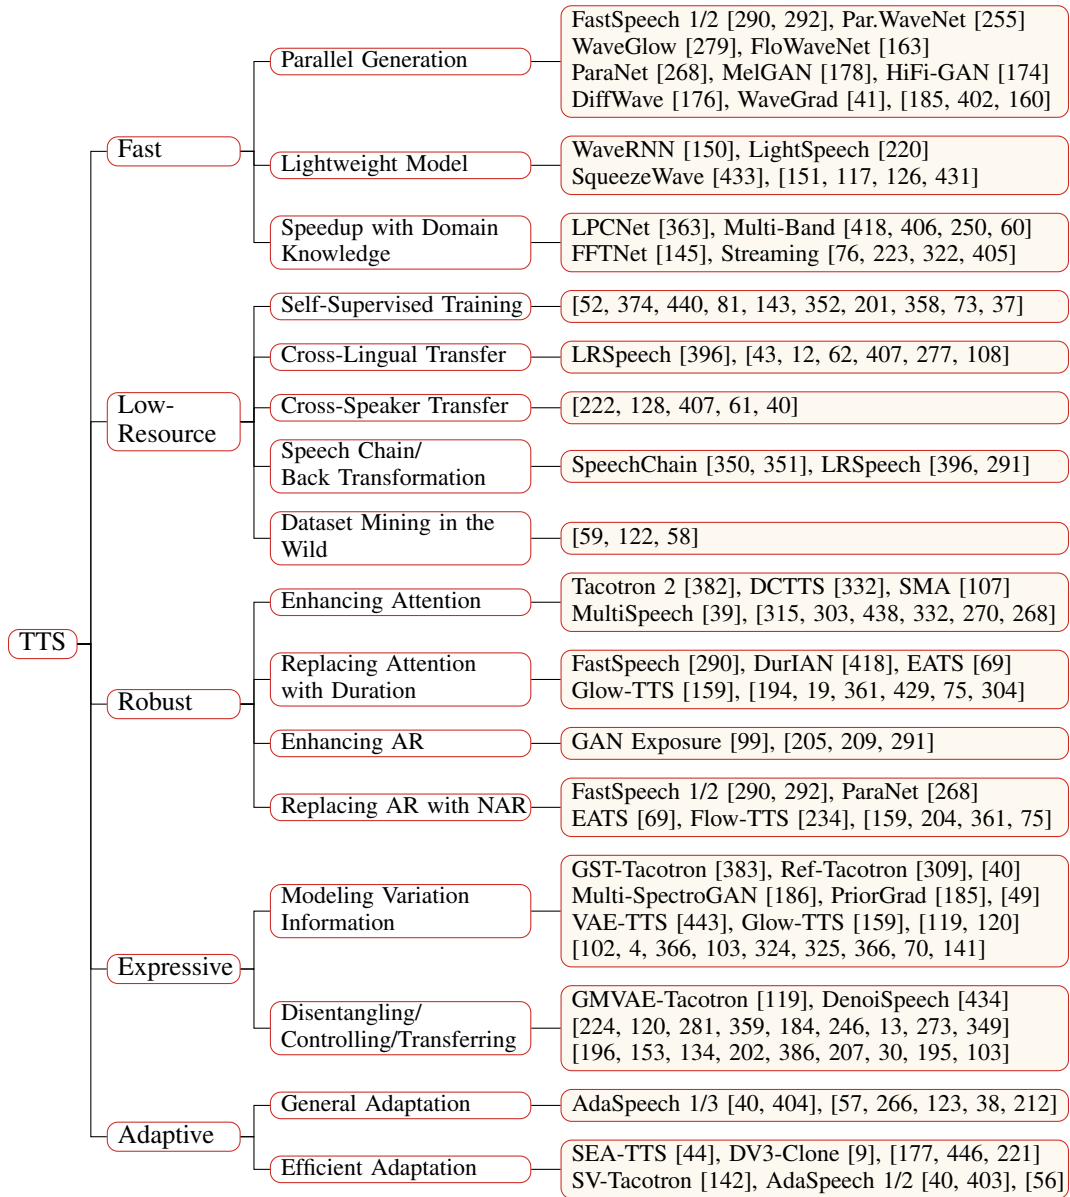 TTS
Fast
Parallel Generation
FastSpeech 1/2 [290, 292], Par.WaveNet [255]
WaveGlow [279], FloWaveNet [163]
ParaNet [268], MelGAN [178], HiFi-GAN [174]
DiffWave [176], WaveGrad [41], [185, 402, 160]
Lightweight Model
WaveRNN [150], LightSpeech [220]
SqueezeWave [433], [151, 117, 126, 431]
Speedup with Domain
Knowledge
LPCNet [363], Multi-Band [418, 406, 250, 60]
FFTNet [145], Streaming [76, 223, 322, 405]
Low-
Resource
Self-Supervised Training
[52, 374, 440, 81, 143, 352, 201, 358, 73, 37]
Cross-Lingual Transfer
LRSpeech [396], [43, 12, 62, 407, 277, 108]
Cross-Speaker Transfer
[222, 128, 407, 61, 40]
Speech Chain/
Back Transformation
SpeechChain [350, 351], LRSpeech [396, 291]
Dataset Mining in the
Wild
[59, 122, 58]
Robust
Enhancing Attention
Tacotron 2 [382], DCTTS [332], SMA [107]
MultiSpeech [39], [315, 303, 438, 332, 270, 268]
Replacing Attention
with Duration
FastSpeech [290], DurIAN [418], EATS [69]
Glow-TTS [159], [194, 19, 361, 429, 75, 304]
Enhancing AR
GAN Exposure [99], [205, 209, 291]
Replacing AR with NAR
FastSpeech 1/2 [290, 292], ParaNet [268]
EATS [69], Flow-TTS [234], [159, 204, 361, 75]
Expressive
Modeling Variation
Information
GST-Tacotron [383], Ref-Tacotron [309], [40]
Multi-SpectroGAN [186], PriorGrad [185], [49]
VAE-TTS [443], Glow-TTS [159], [119, 120]
[102, 4, 366, 103, 324, 325, 366, 70, 141]
Disentangling/
Controlling/Transferring
GMVAE-Tacotron [119], DenoiSpeech [434]
[224, 120, 281, 359, 184, 246, 13, 273, 349]
[196, 153, 134, 202, 386, 207, 30, 195, 103]
Adaptive
General Adaptation
AdaSpeech 1/3 [40, 404], [57, 266, 123, 38, 212]
Efficient Adaptation
SEA-TTS [44], DV3-Clone [9], [177, 446, 221]
SV-Tacotron [142], AdaSpeech 1/2 [40, 403], [56]